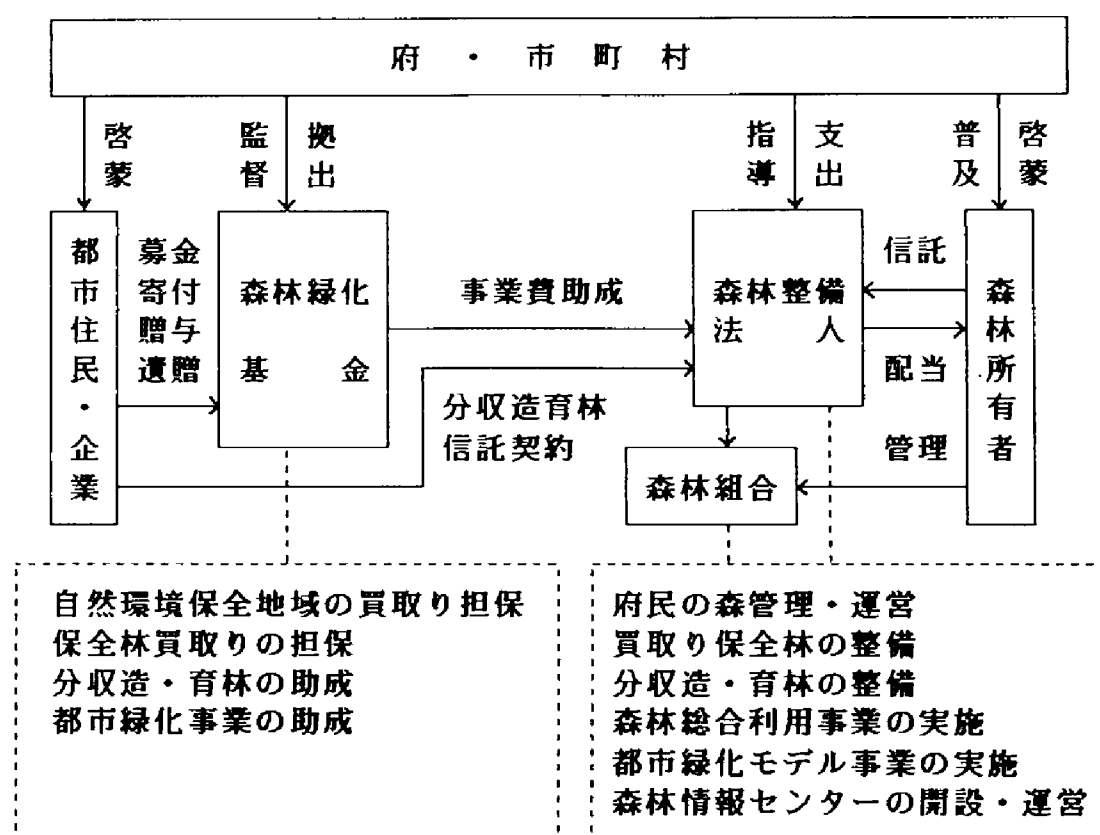 府・市町村
啓蒙
監督
拠出
指導
支出
普及
啓蒙
都市住民・企業
募金
寄付
贈与
遺贈
森林緑化
基金
事業費助成
分収造育林
信託契約
森林整備
法人
信託
配当
管理
森林所有者
森林組合
自然環境保全地域の買取り担保
保全林買取りの担保
分収造・育林の助成
都市緑化事業の助成
府民の森管理・運営
買取り保全林の整備
分収造・育林の整備
森林総合利用事業の実施
都市緑化モデル事業の実施
森林情報センターの開設・運営